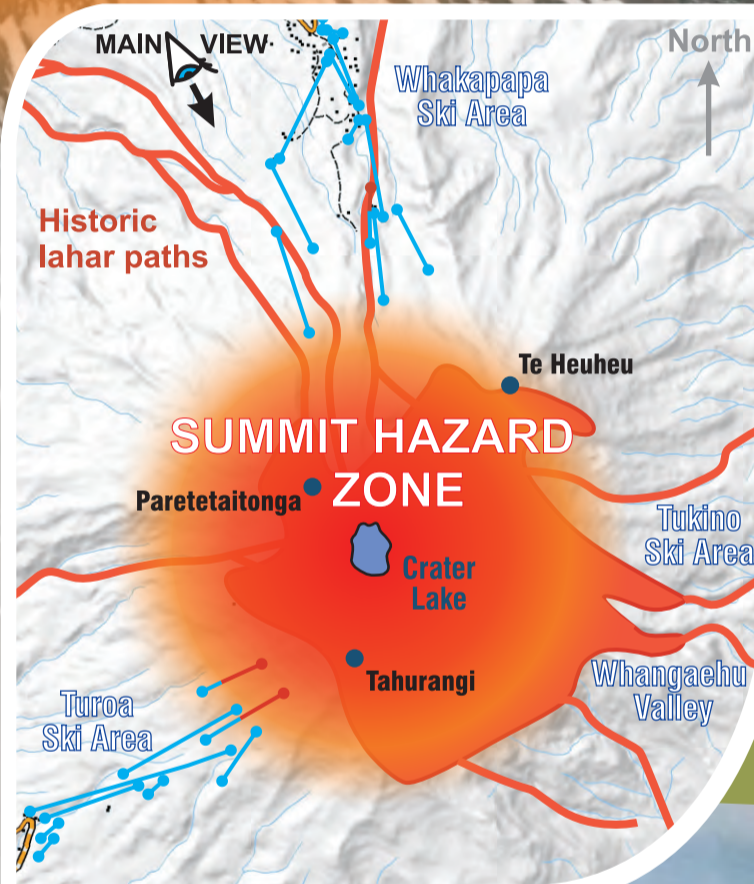 MAIN VIEW
North
Whakapapa
Ski Area
Historic
lahar paths
Te Heuheu
SUMMIT HAZARD
ZONE
Paretetaitonga
Tukino
Ski Area
Crater
Lake
Tahurangi
Whangaehu
Valley
Turoa
Ski Area